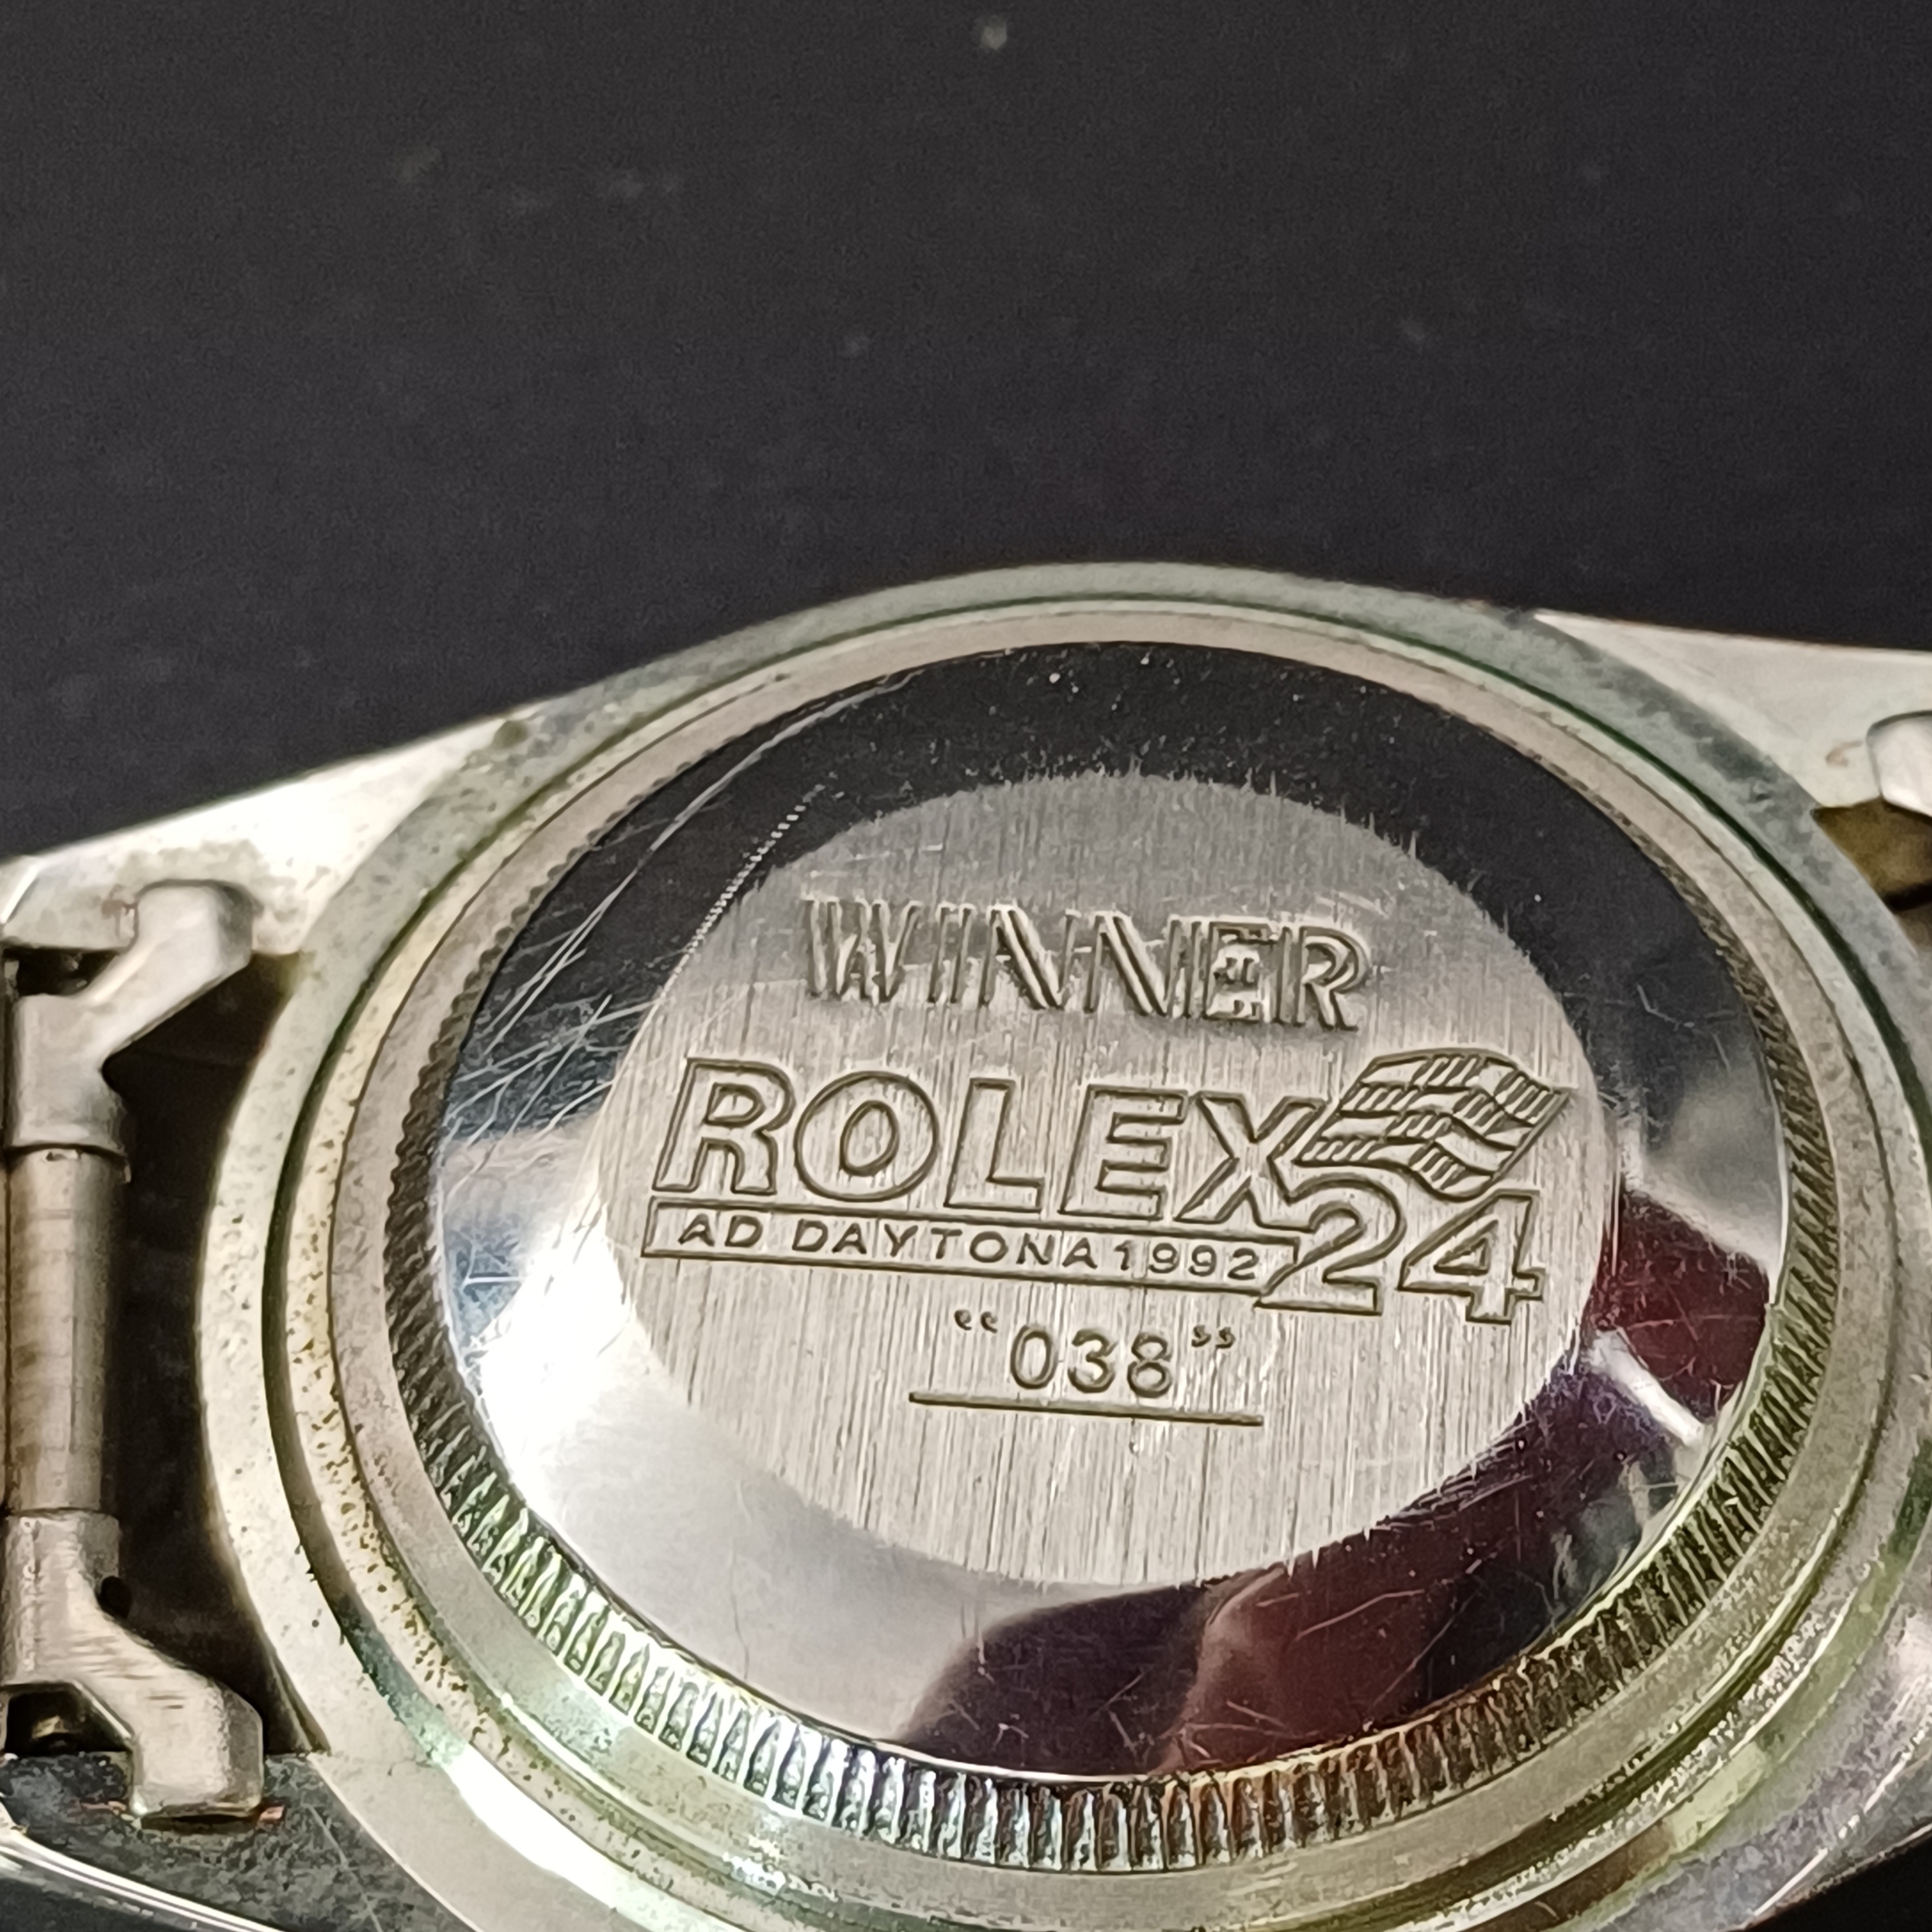 WINNER
ROLEX 24
AD DAYTONA 1992
“038”